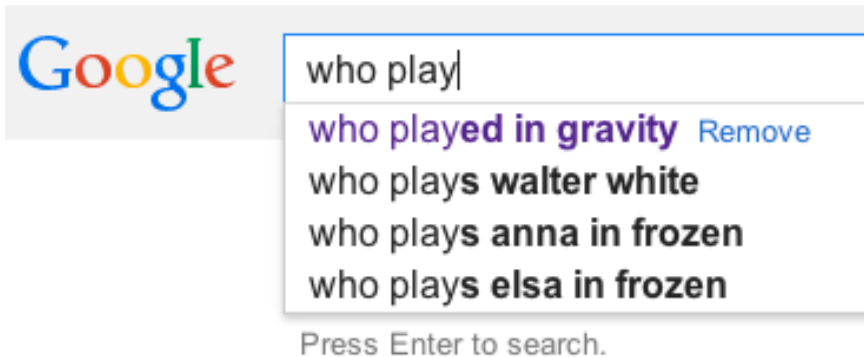 Google
who play
who played in gravity Remove
who plays walter white
who plays anna in frozen
who plays elsa in frozen
Press Enter to search.